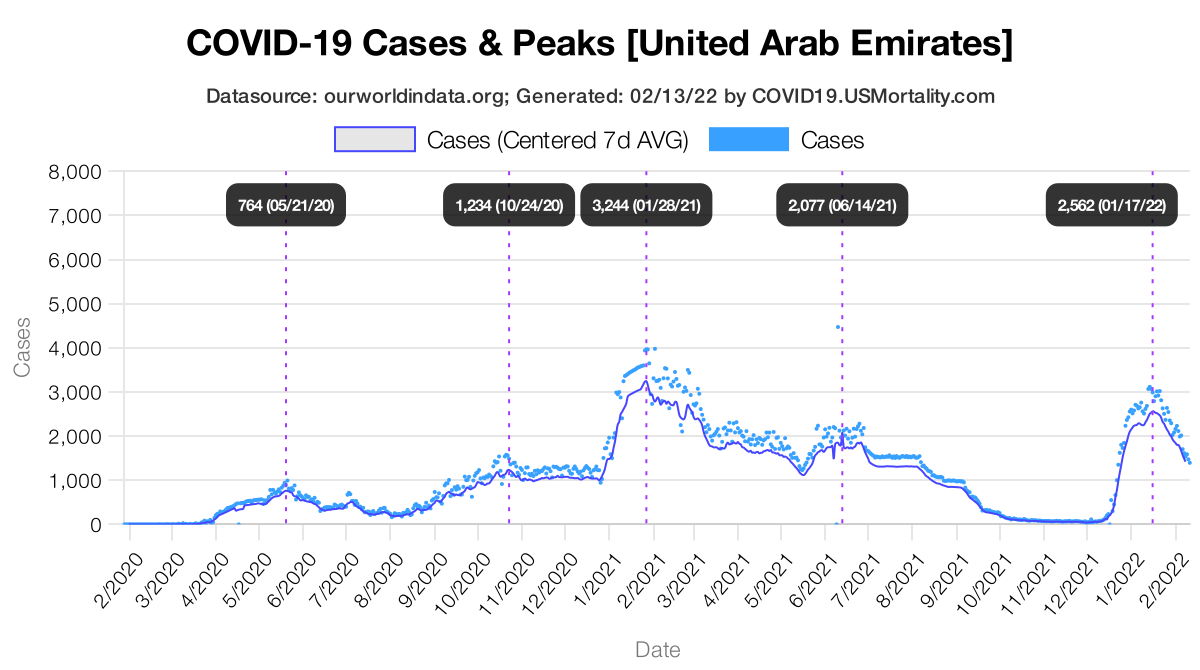 COVID-19 Cases & Peaks [United Arab Emirates]
Datasource: ourworldindata.org; Generated: 02/13/22 by COVID19.USMortality.com
Cases (Centered 7d AVG) Cases
8,000
7,000
6,000
5,000
4,000
3,000
2,000
1,000
0
Cases
764 (05/21/20) 1,234 (10/24/20) 3,244 (01/28/21) 2,077 (06/14/21) 2,562 (01/17/22)
2/2020 3/2020 4/2020 5/2020 6/2020 7/2020 8/2020 9/2020 10/2020 11/2020 12/2020 1/2021 2/2021 3/2021 4/2021 5/2021 6/2021 7/2021 8/2021 9/2021 10/2021 11/2021 12/2021 1/2022 2/2022
Date